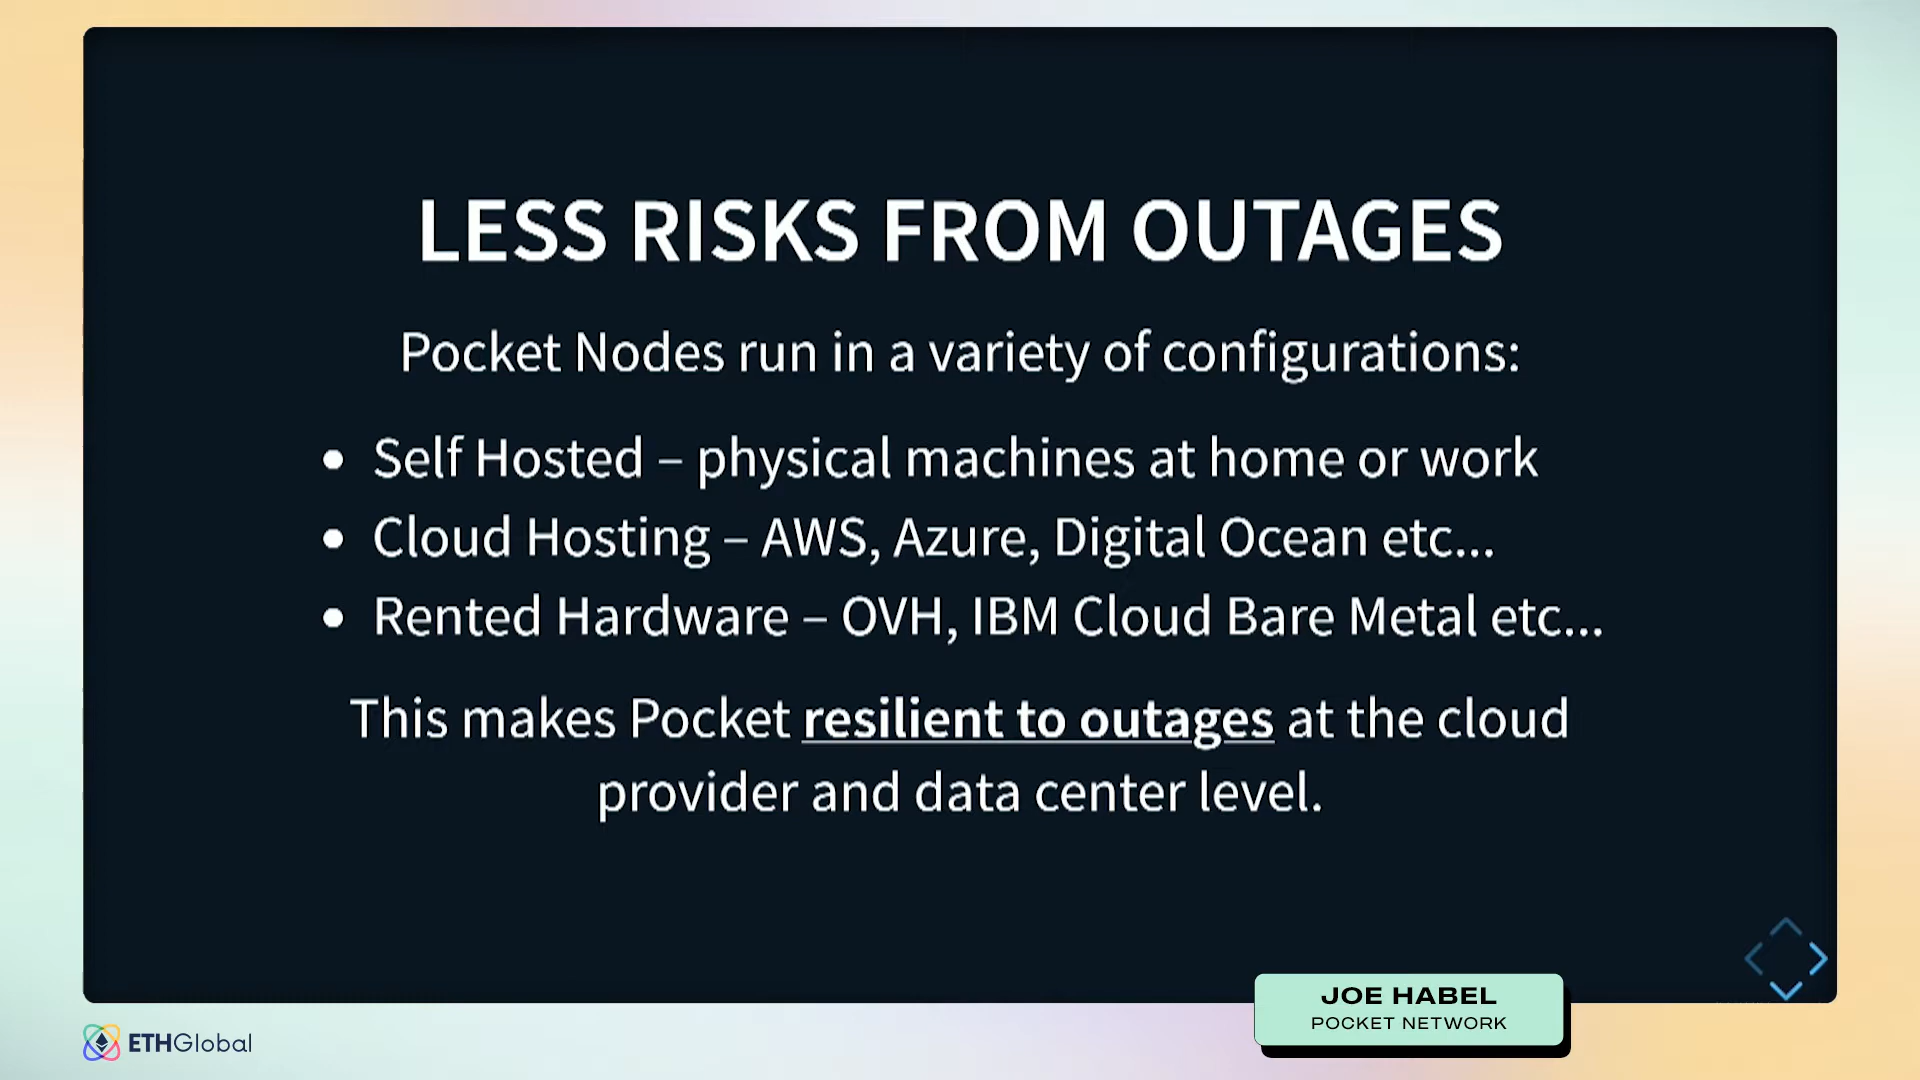 LESS RISKS FROM OUTAGES
Pocket Nodes run in a variety of configurations:
• Self Hosted – physical machines at home or work
• Cloud Hosting – AWS, Azure, Digital Ocean etc...
• Rented Hardware – OVH, IBM Cloud Bare Metal etc...
This makes Pocket resilient to outages at the cloud
provider and data center level.
JOE HABEL
POCKET NETWORK
ETHGlobal